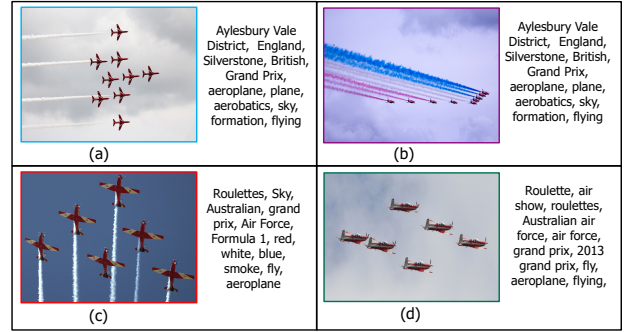 Aylesbury Vale
District, England,
Silverstone, British,
Grand Prix,
aeroplane, plane,
aerobatics, sky,
formation, flying
(a)
Aylesbury Vale
District, England,
Silverstone, British,
Grand Prix,
aeroplane, plane,
aerobatics, sky,
formation, flying
(b)
Roulettes, Sky,
Australian, grand
prix, Air Force,
Formula 1, red,
white, blue,
smoke, fly,
aeroplane
(c)
Roulette, air
show, roulettes,
Australian air
force, air force,
grand prix, 2013
grand prix, fly,
aeroplane, flying,
(d)